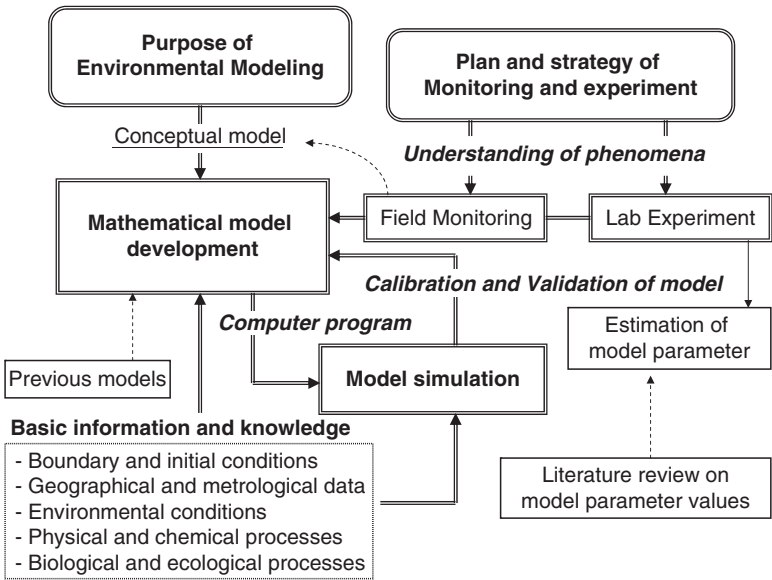 Purpose of
Environmental Modeling
Plan and strategy of
Monitoring and experiment
Conceptual model
Understanding of phenomena
Mathematical model
development
Field Monitoring
Lab Experiment
Calibration and Validation of model
Computer program
Estimation of
model parameter
Previous models
Model simulation
Basic information and knowledge
- Boundary and initial conditions
- Geographical and metrological data
- Environmental conditions
- Physical and chemical processes
- Biological and ecological processes
Literature review on
model parameter values